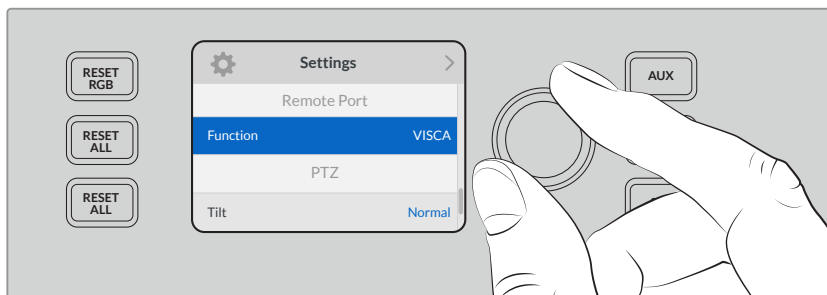 RESET
RGB
RESET
ALL
RESET
ALL
Settings
Remote Port
Function VISCA
PTZ
Tilt Normal
AUX